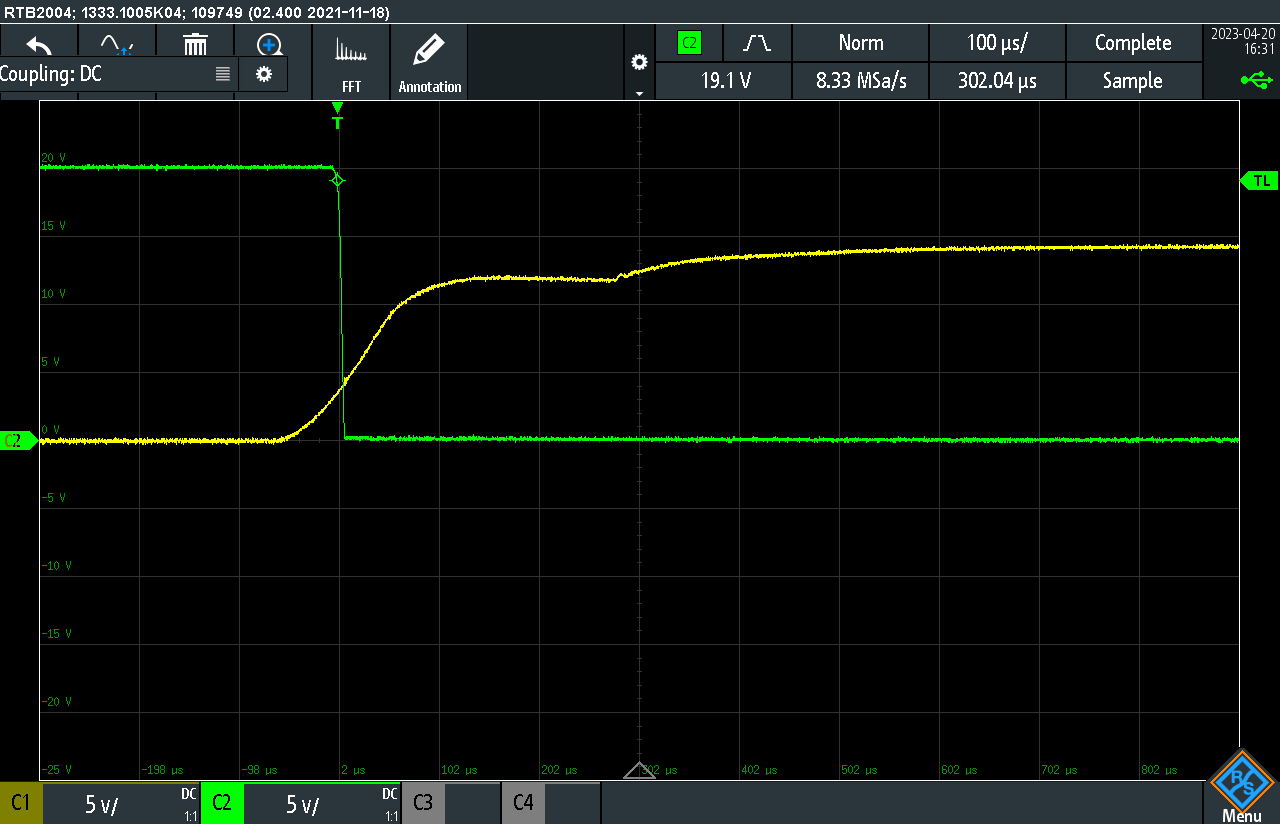 RTB2004; 1333.1005K04; 109749 (02.400 2021-11-18)
Coupling: DC
FFT
Annotation
C2
Norm
100 µs/
Complete
2023-04-20
16:31
19.1 V
8.33 MSa/s
302.04 µs
Sample
T
TL
20 V
15 V
10 V
5 V
0 V
C2
-5 V
-10 V
-15 V
-20 V
-25 V
-198 µs
-98 µs
2 µs
102 µs
202 µs
302 µs
402 µs
502 µs
602 µs
702 µs
802 µs
C1
5 V/
DC
1:1
C2
5 V/
DC
1:1
C3
C4
R&S
Menu